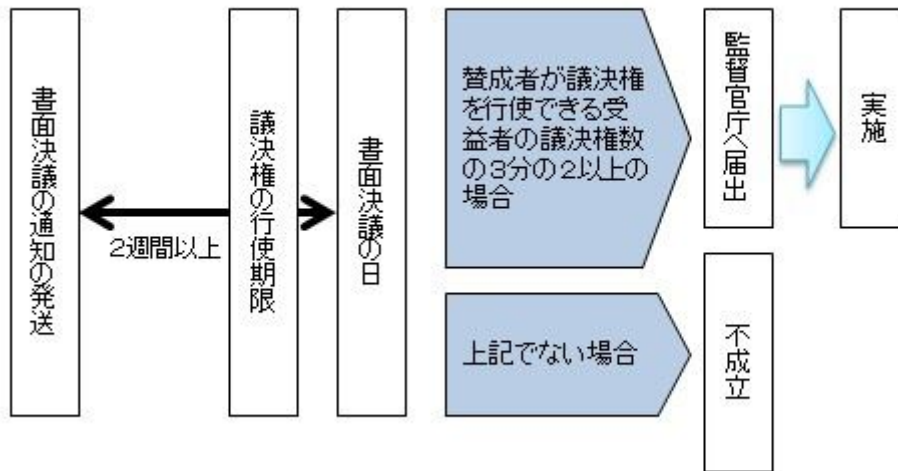 書面決議の通知の発送
2週間以上
議決権の行使期限
書面決議の日
賛成者が議決権
を行使できる受
益者の議決権数
の3分の2以上の
場合
監督官庁へ届出
実施
上記でない場合
不成立